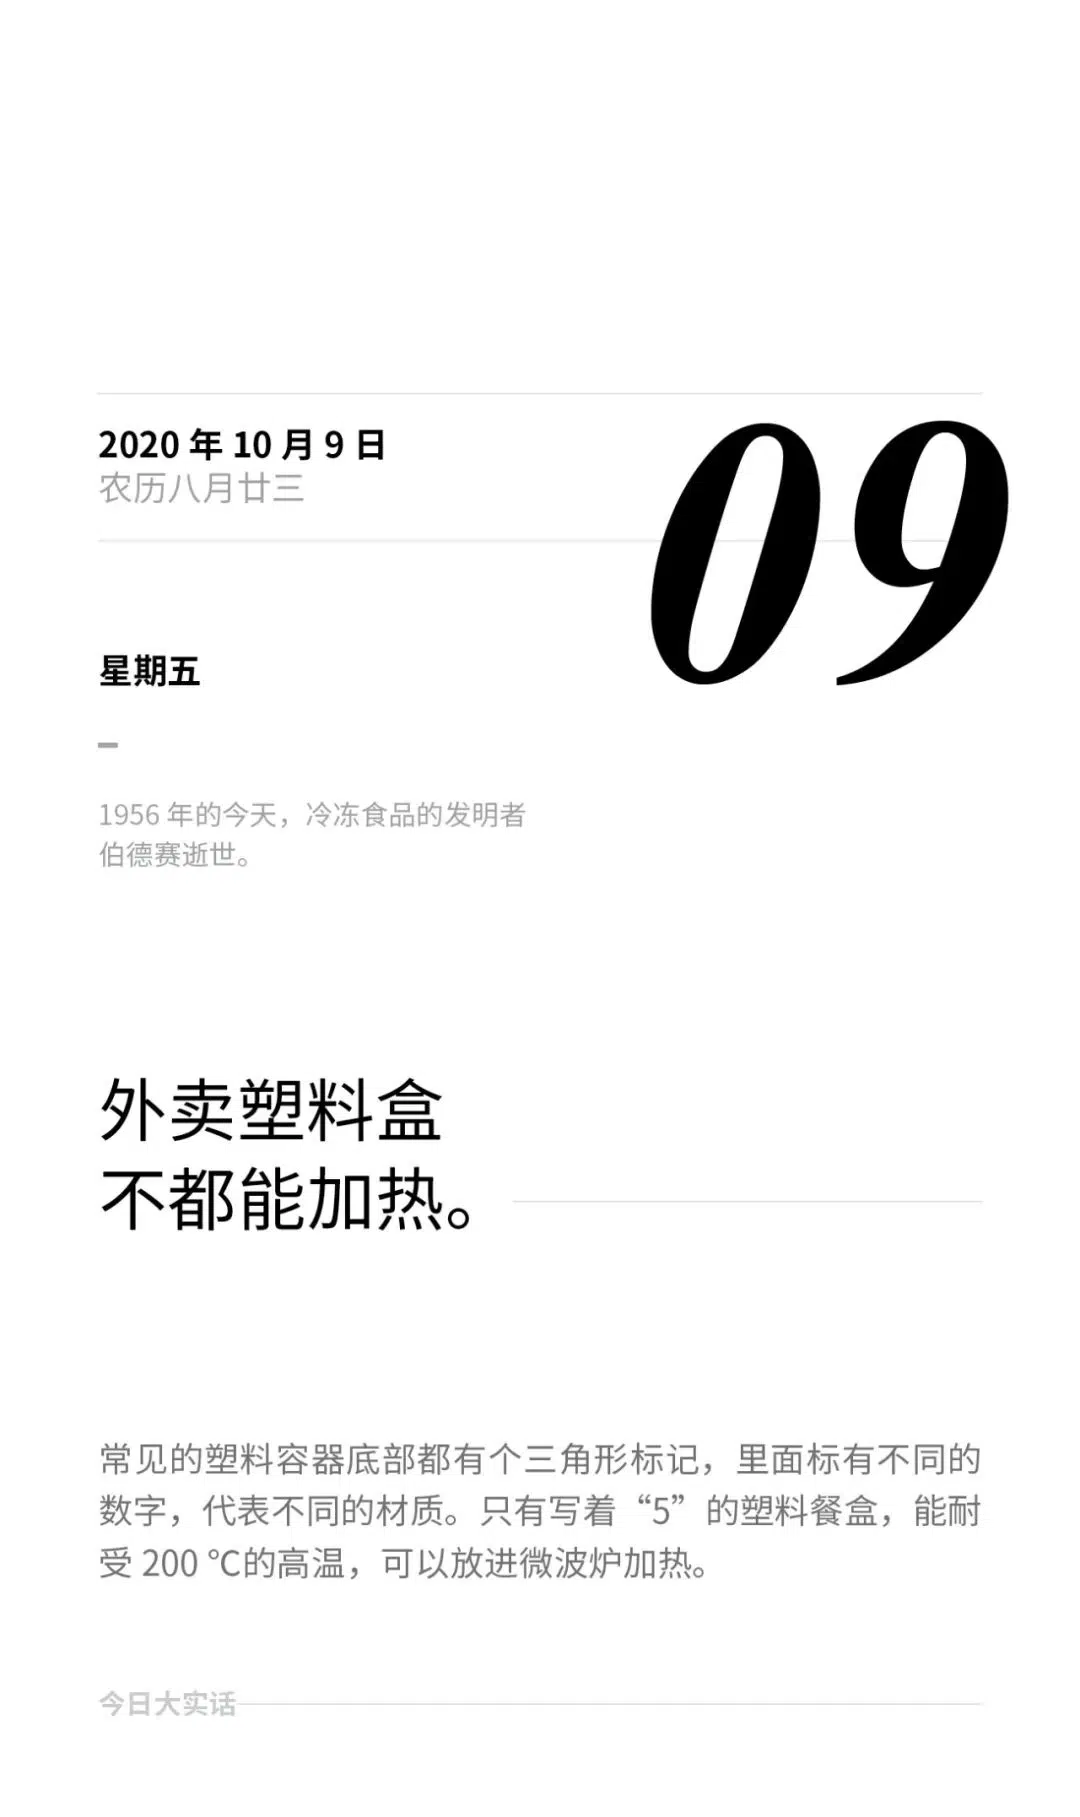 2020 年 10 月 9 日
农历八月廿三
09
星期五
1956 年的今天，冷冻食品的发明者
伯德赛逝世。
外卖塑料盒
不都能加热。
常见的塑料容器底部都有个三角形标记，里面标有不同的
数字，代表不同的材质。只有写着“5”的塑料餐盒，能耐
受 200 ℃的高温，可以放进微波炉加热。
今日大实话